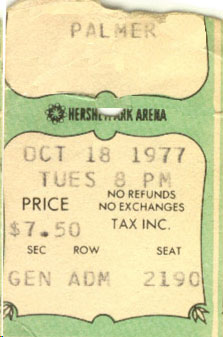 PALMER
HERSHEYPARK ARENA
OCT 18 1977
TUES 8 PM
PRICE NO REFUNDS
NO EXCHANGES
$7.50 TAX INC.
SEC ROW SEAT
GEN ADM 2190